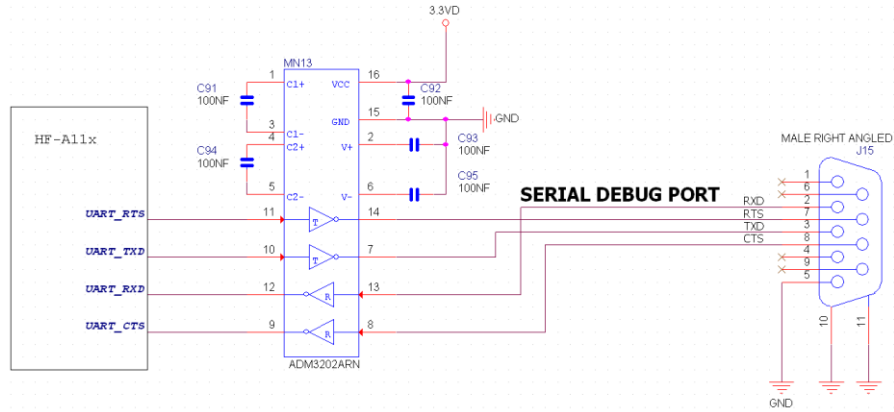 3.3VD
MN13
1 C1+ VCC 16
C91
100NF
C92
100NF
15
GND
GND
3 C1-
4 C2+
2 V+
C93
100NF
C94
100NF
5 C2-
6 V-
C95
100NF
HF-A11x
SERIAL DEBUG PORT
MALE RIGHT ANGLED
J15
UART_RTS 11 T 14
UART_TXD 10 T 7
UART_RXD 12 R 13
UART_CTS 9 R 8
ADM3202ARN
1
6
RXD 2
RTS 7
TXD 3
CTS 8
4
9
5
10
11
GND